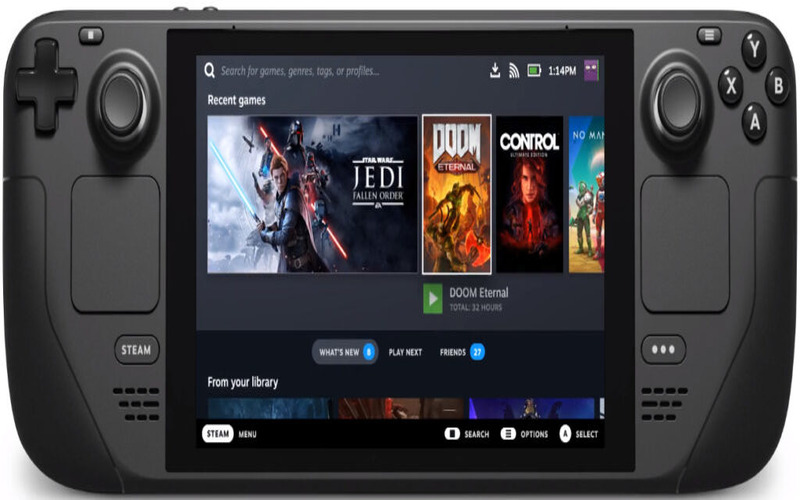 Search for games, genres, tags, or profiles...
1:14PM
Recent games
STAR WARS
JEDI
FALLEN ORDER
EA
DOOM
ETERNAL
CONTROL
ULTIMATE EDITION
NO MAN
DOOM Eternal
TOTAL: 32 HOURS
WHAT'S NEW 8 PLAY NEXT FRIENDS 27
From your library
STEAM MENU
SEARCH OPTIONS A SELECT
STEAM
Y
X
B
A